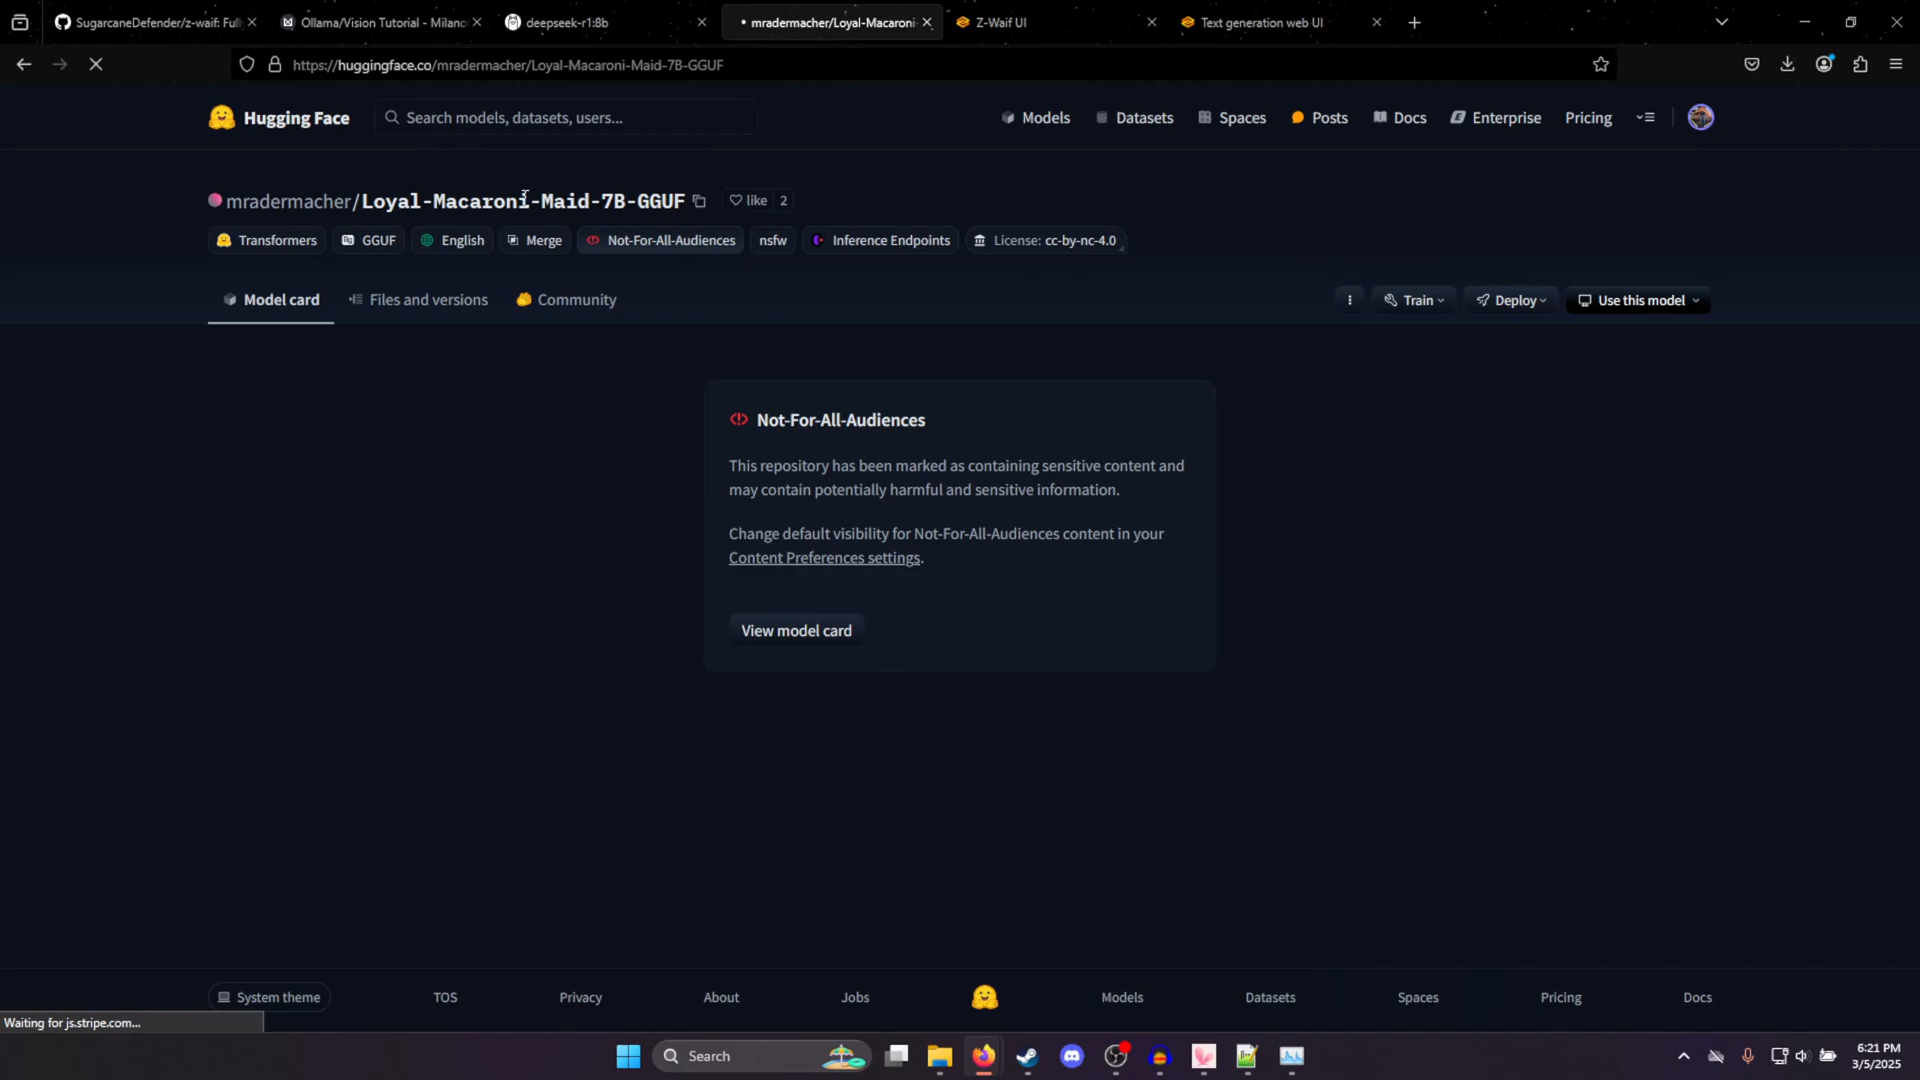 SugarcaneDefender/z-waif: Full
Ollama/Vision Tutorial - Milano
deepseek-r1:8b
mradermacher/Loyal-Macaroni-
Z-Waif UI
Text generation web UI
https://huggingface.co/mradermacher/Loyal-Macaroni-Maid-7B-GGUF
Hugging Face
Search models, datasets, users...
Models
Datasets
Spaces
Posts
Docs
Enterprise
Pricing
mradermacher/Loyal-Macaroni-Maid-7B-GGUF
like 2
Transformers
GGUF
English
Merge
Not-For-All-Audiences
nsfw
Inference Endpoints
License: cc-by-nc-4.0
Model card
Files and versions
Community
Train
Deploy
Use this model
Not-For-All-Audiences
This repository has been marked as containing sensitive content and
may contain potentially harmful and sensitive information.
Change default visibility for Not-For-All-Audiences content in your
Content Preferences settings.
View model card
System theme
TOS
Privacy
About
Jobs
Models
Datasets
Spaces
Pricing
Docs
Waiting for js.stripe.com...
Search
6:21 PM
3/5/2025